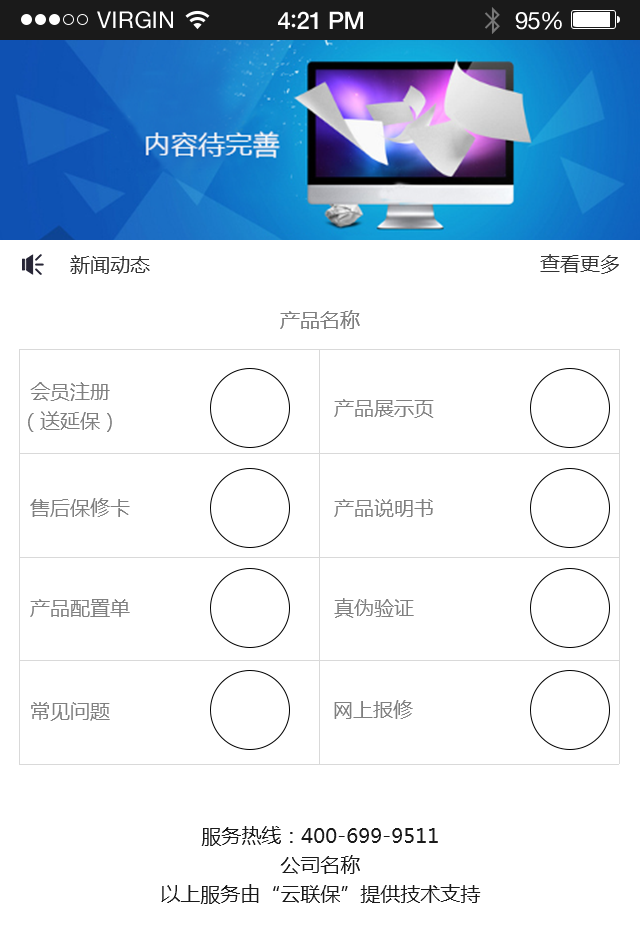 VIRGIN 4:21 PM 95%
内容待完善
新闻动态 查看更多
产品名称
会员注册
(送延保)
产品展示页
售后保修卡 产品说明书
产品配置单 真伪验证
常见问题 网上报修
服务热线：400-699-9511
公司名称
以上服务由“云联保”提供技术支持